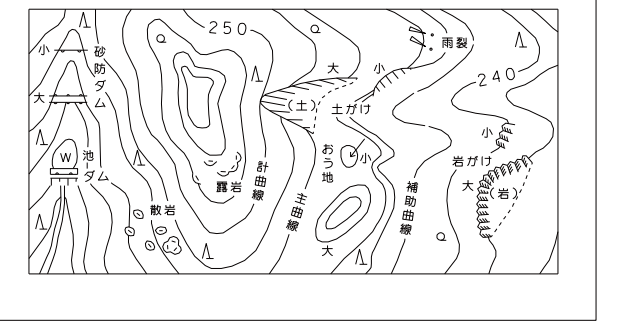 250
雨裂
小
砂防ダム
大
小
240
大
(土)
土がけ
小
W
池
ダム
おう地
小
岩がけ
大
(岩)
露岩
計曲線
主曲線
補助曲線
散岩
大